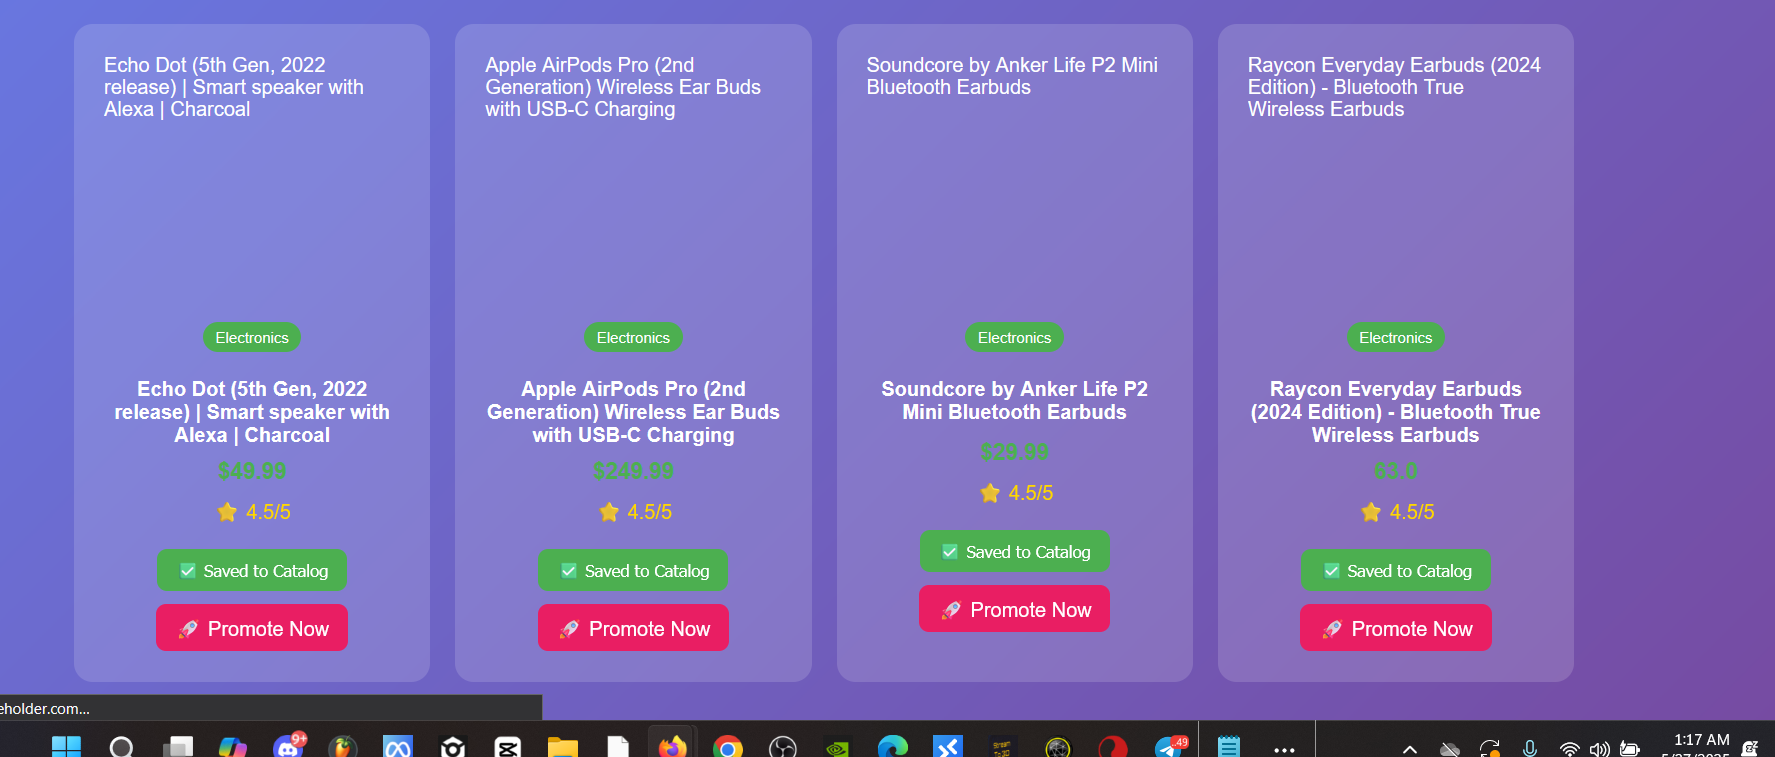 Echo Dot (5th Gen, 2022
release) | Smart speaker with
Alexa | Charcoal
Electronics
Echo Dot (5th Gen, 2022
release) | Smart speaker with
Alexa | Charcoal
$49.99
4.5/5
Saved to Catalog
Promote Now
Apple AirPods Pro (2nd
Generation) Wireless Ear Buds
with USB-C Charging
Electronics
Apple AirPods Pro (2nd
Generation) Wireless Ear Buds
with USB-C Charging
$249.99
4.5/5
Saved to Catalog
Promote Now
Soundcore by Anker Life P2 Mini
Bluetooth Earbuds
Electronics
Soundcore by Anker Life P2
Mini Bluetooth Earbuds
$29.99
4.5/5
Saved to Catalog
Promote Now
Raycon Everyday Earbuds (2024
Edition) - Bluetooth True
Wireless Earbuds
Electronics
Raycon Everyday Earbuds
(2024 Edition) - Bluetooth True
Wireless Earbuds
63.0
4.5/5
Saved to Catalog
Promote Now
eholder.com...
9+
49
1:17 AM